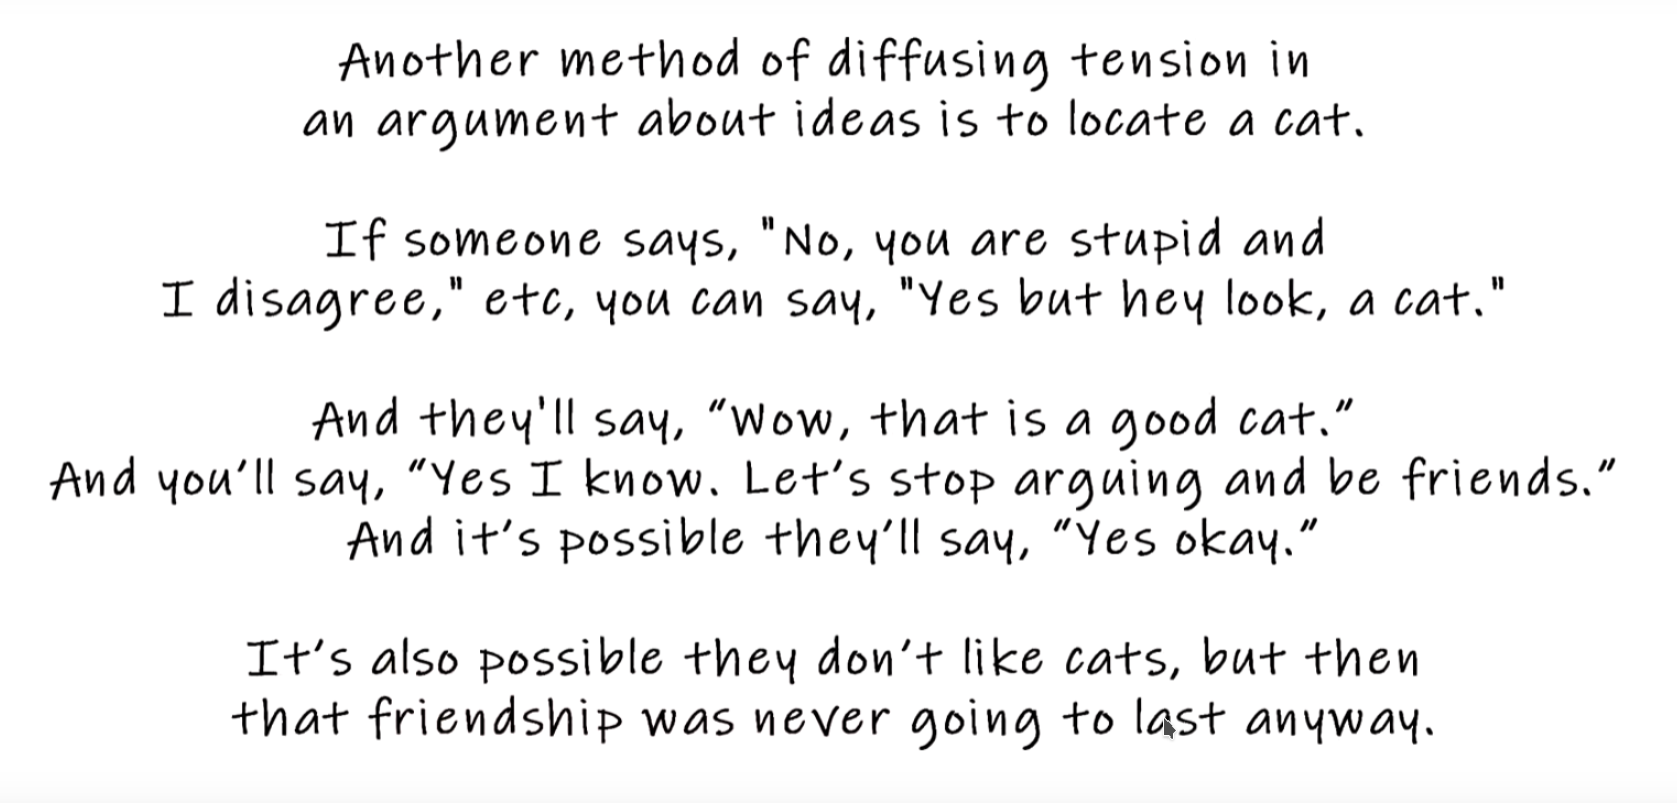 Another method of diffusing tension in
an argument about ideas is to locate a cat.
If someone says, "No, you are stupid and
I disagree," etc, you can say, "Yes but hey look, a cat."
And they'll say, “Wow, that is a good cat.”
And you’ll say, “Yes I know. Let’s stop arguing and be friends.”
And it’s possible they’ll say, “Yes okay.”
It’s also possible they don’t like cats, but then
that friendship was never going to last anyway.